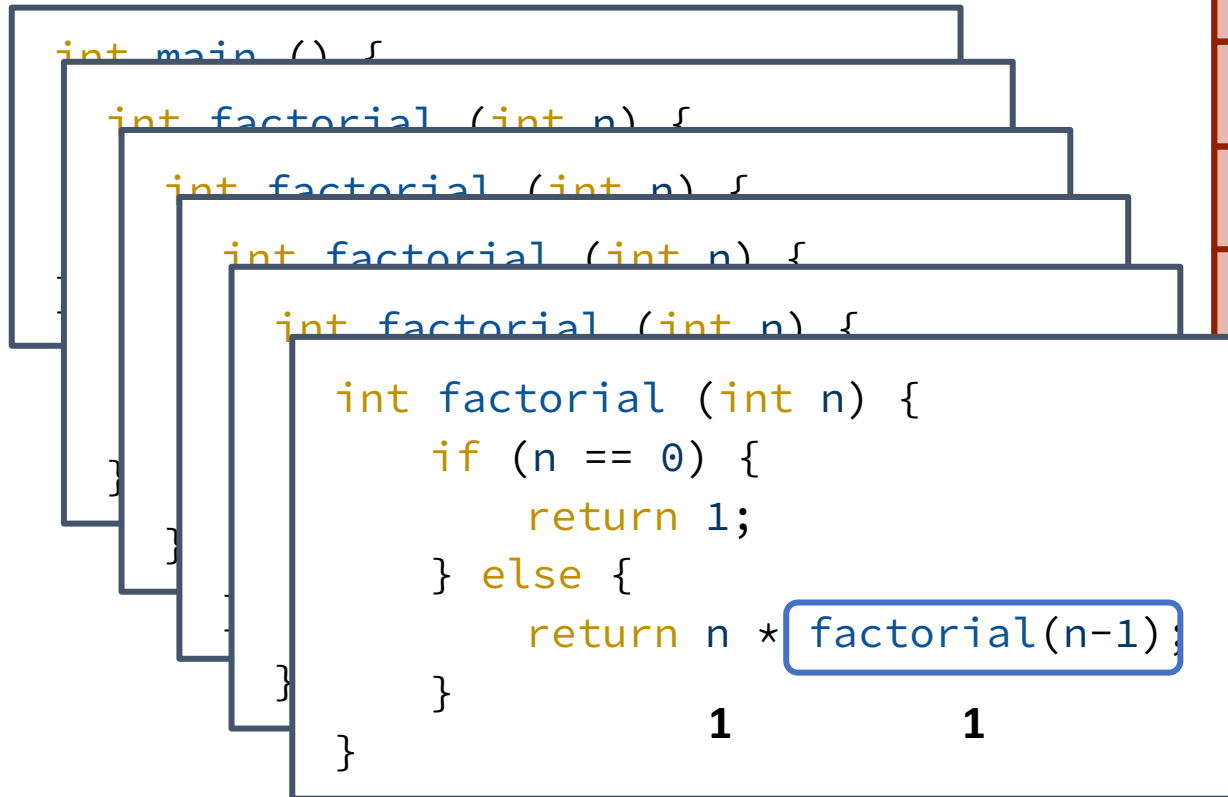 int main () {
int factorial (int n) {
int factorial (int n) {
int factorial (int n) {
int factorial (int n) {
int factorial (int n) {
if (n == 0) {
return 1;
} else {
return n * factorial(n-1);
}
1 1
}
}
}
}